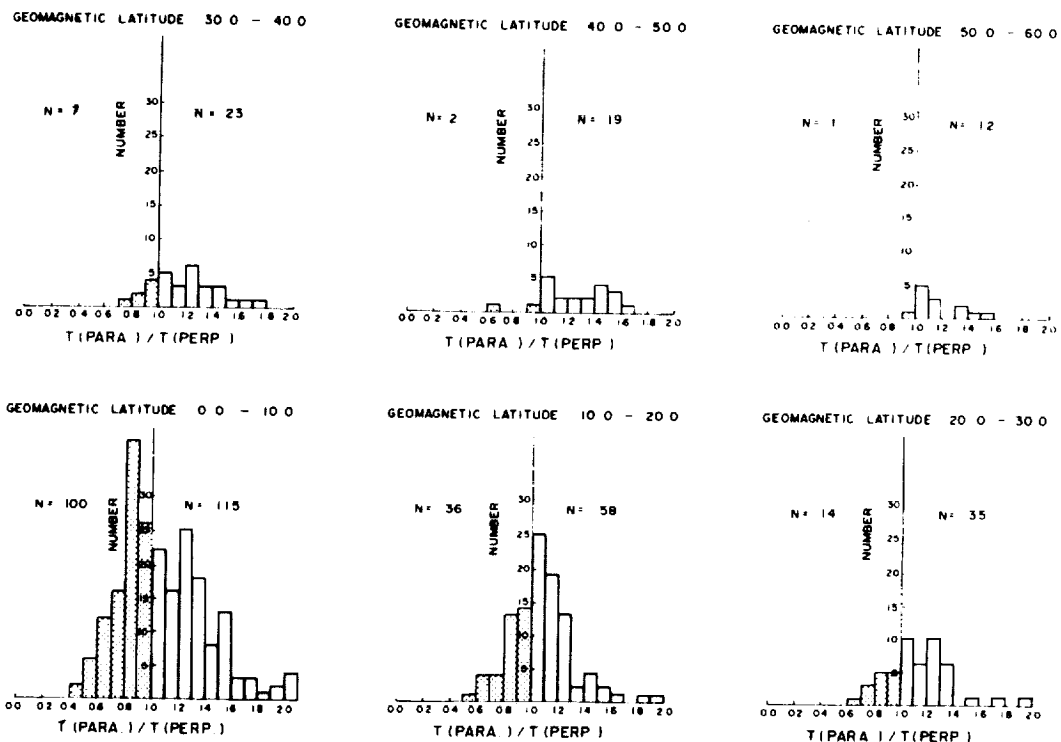 GEOMAGNETIC LATITUDE 30 0 - 40 0
N = 7
N = 23
NUMBER
30
25
20
15
10
5
0 0 0 2 0 4 0 6 0 8 1 0 1 2 1 4 1 6 1 8 2 0
T (PARA ) / T (PERP )
GEOMAGNETIC LATITUDE 40 0 - 50 0
N = 2
N = 19
NUMBER
30
25
20
15
10
5
0 0 0 2 0 4 0 6 0 8 1 0 1 2 1 4 1 6 1 8 2 0
T (PARA ) / T (PERP )
GEOMAGNETIC LATITUDE 50 0 - 60 0
N = 1
N = 12
NUMBER
30
25
20
15
10
5
0 0 0 2 0 4 0 6 0 8 1 0 1 2 1 4 1 6 1 8 2 0
T (PARA ) / T (PERP )
GEOMAGNETIC LATITUDE 0 0 - 10 0
N = 100
N = 115
NUMBER
30
10
5
0 0 0 2 0 4 0 6 0 8 1 0 1 2 1 4 1 6 1 8 2 0
T (PARA. ) / T (PERP. )
GEOMAGNETIC LATITUDE 10 0 - 20 0
N = 36
N = 58
NUMBER
30
25
20
15
10
5
0 0 0 2 0 4 0 6 0 8 1 0 1 2 1 4 1 6 1 8 2 0
T (PARA. ) / T (PERP )
GEOMAGNETIC LATITUDE 20 0 - 30 0
N = 14
N = 35
NUMBER
30
25
20
15
10
5
0 0 0 2 0 4 0 6 0 8 1 0 1 2 1 4 1 6 1 8 2 0
T (PARA ) / T (PERP )